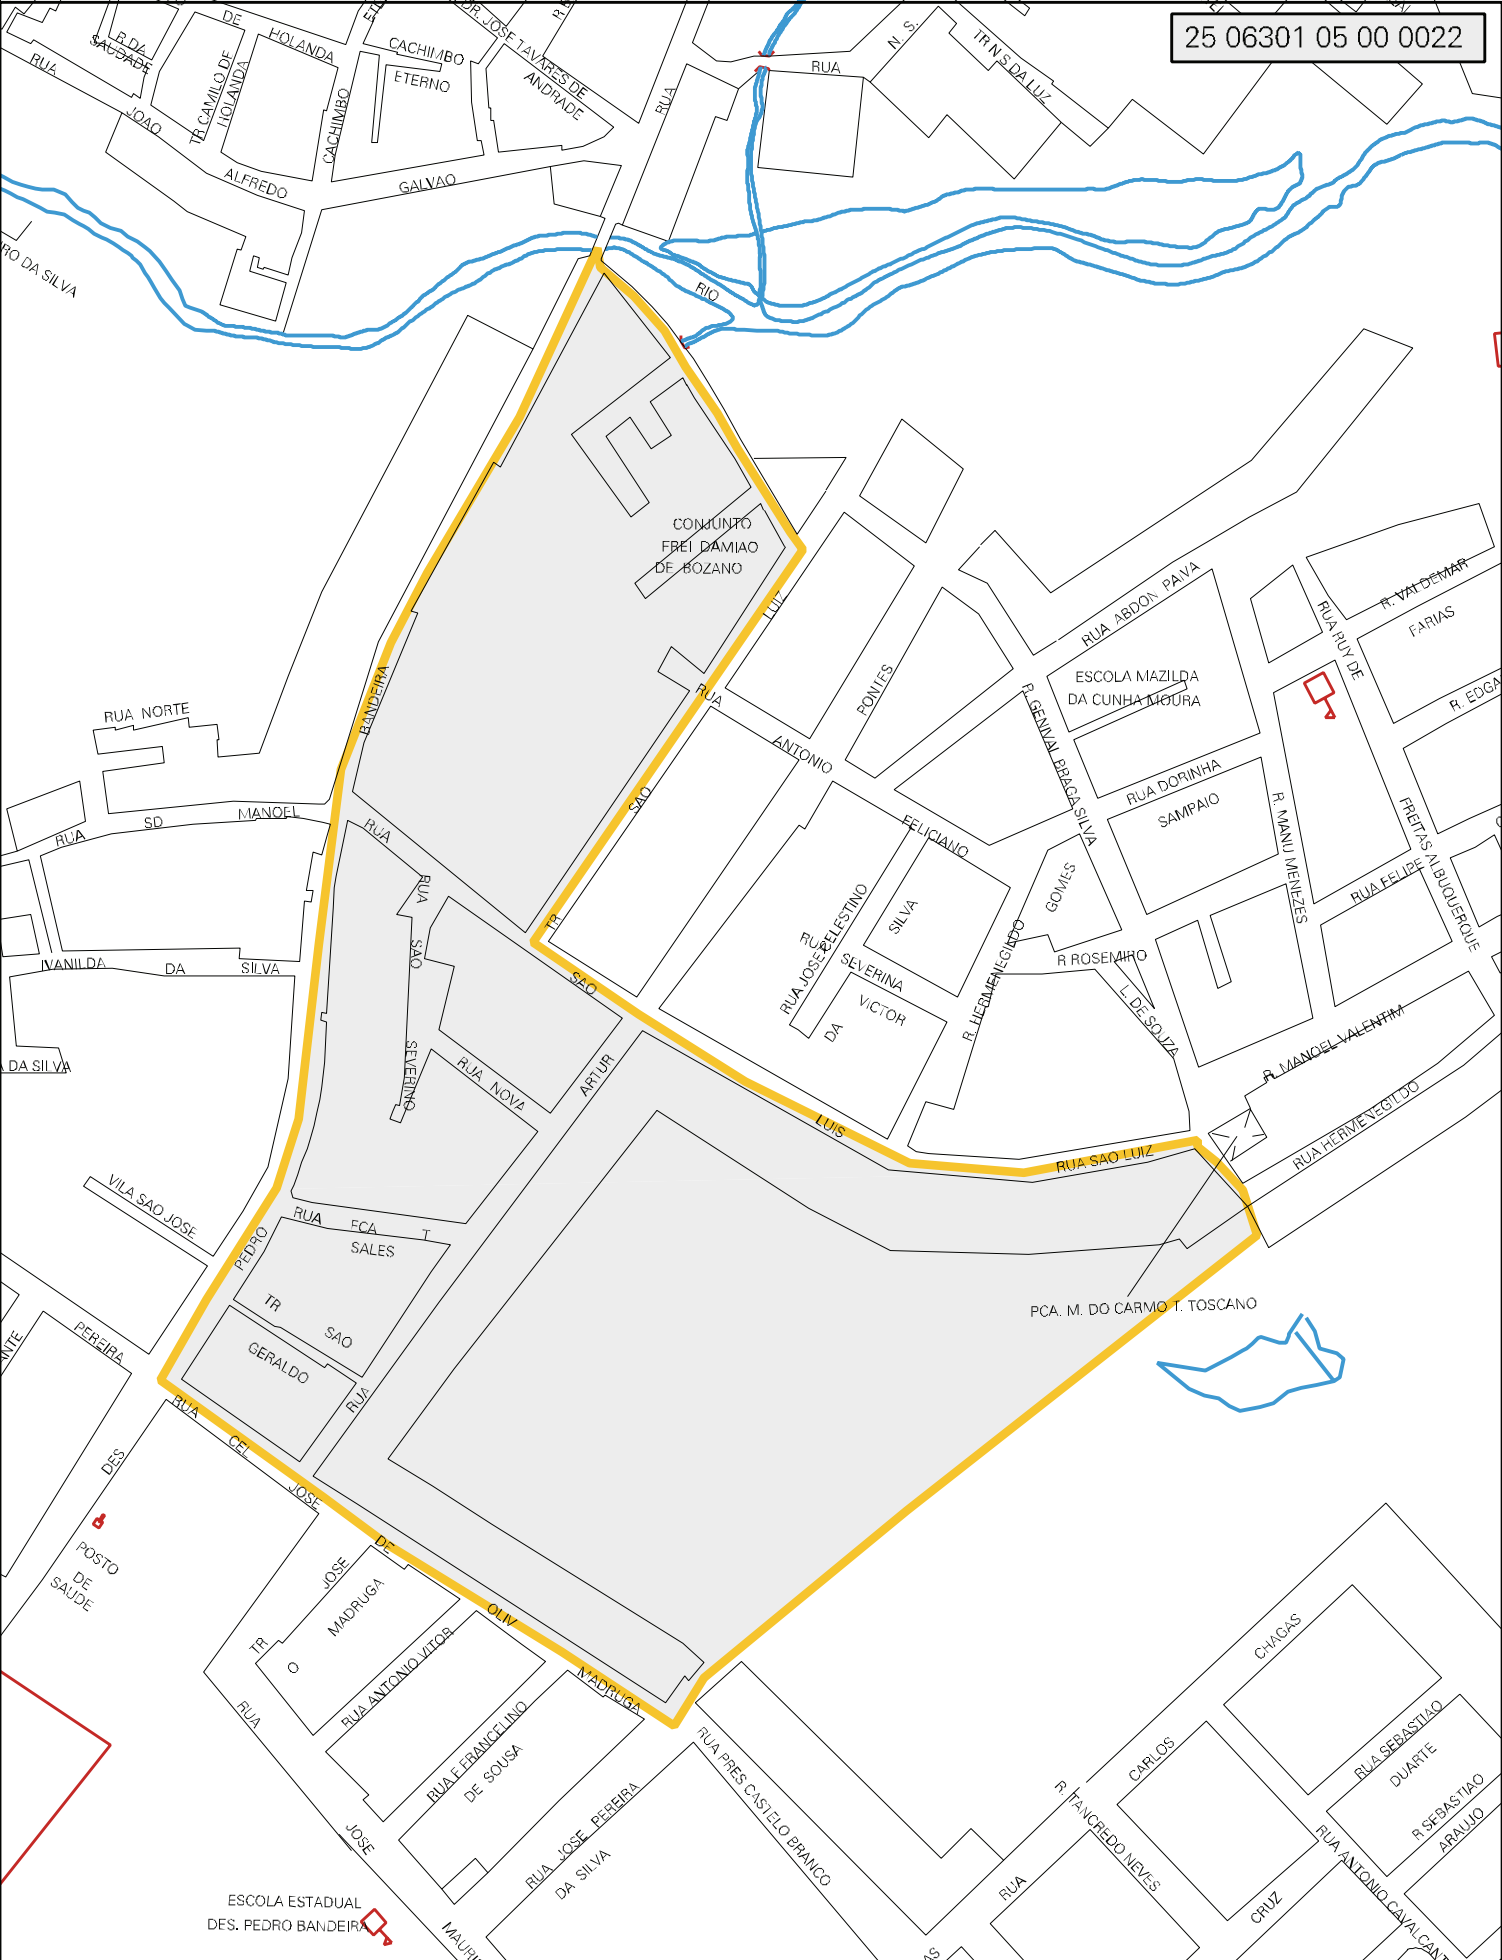 25 06301 05 00 0022
DE
HOLANDA
R DA
SAUDADE
RUA
JOAO
ALFREDO
TR CAMILO DE
HOLANDA
CACHIMBO
CACHIMBO
ETERNO
GALVAO
R. JOSE TAVARES DE
ANDRADE
RUA
RUA
N. S.
TR N S DA LUZ
RO DA SILVA
RIO
CONJUNTO
FREI DAMIAO
DE BOZANO
LUIZ
SAO
TR
BANDEIRA
RUA NORTE
RUA
SD
MANOEL
RUA
ANTONIO
FELICIANO
PONTES
RUA ABDON PAIVA
ESCOLA MAZILDA
DA CUNHA MOURA
R. GENIVAL BRAGA SILVA
RUA DORINHA
SAMPAIO
R. MANU MENEZES
RUA RUY DE
FREITAS ALBUQUERQUE
R. VALDEMAR
FARIAS
R. EDGA
RUA FELIPE
GOMES
R ROSEMIRO
L. DE SOUZA
R. HERMENEGILDO
RUA JOSE CELESTINO
SILVA
RUA
SEVERINA
VICTOR
DA
R. MANOEL VALENTIM
RUA HERMENEGILDO
RUA
RUA
SAO
SEVERINO
SAO
LUIS
RUA SAO LUIZ
RUA NOVA
ARTUR
IVANILDA
DA
SILVA
DA SILVA
VILA SAO JOSE
PEDRO
RUA
FCA
T
SALES
TR
SAO
GERALDO
RUA
PCA. M. DO CARMO T. TOSCANO
PEREIRA
NTE
DES
POSTO
DE
SAUDE
RUA
CEL
JOSE
DE
OLIV
MADRUGA
TR
JOSE
MADRUGA
RUA ANTONIO VITOR
RUA F FRANCELINO
DE SOUSA
RUA JOSE PEREIRA
DA SILVA
RUA
JOSE
MAURI
RUA PRES CASTELO BRANCO
ESCOLA ESTADUAL
DES. PEDRO BANDEIRA
CHAGAS
CARLOS
R. TANCREDO NEVES
RUA
CRUZ
AS
RUA SEBASTIAO
DUARTE
R SEBASTIAO
ARAUJO
RUA ANTONIO CAVALCANT